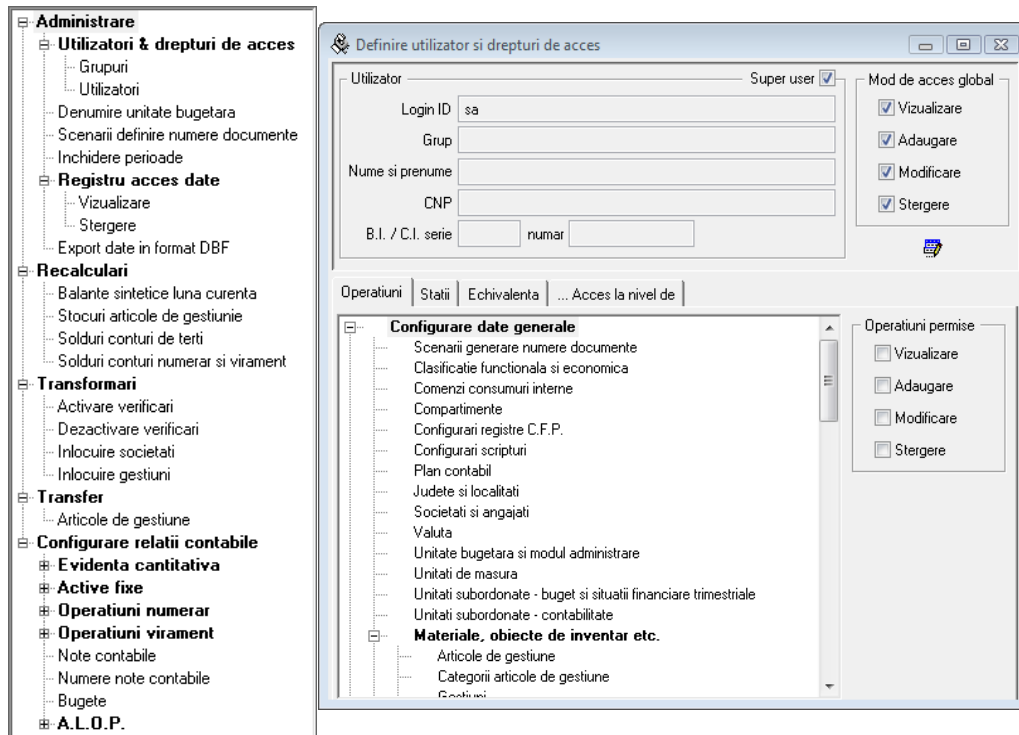 Administrare
Utilizatori & drepturi de acces
Grupuri
Utilizatori
Denumire unitate bugetara
Scenarii definire numere documente
Inchidere perioade
Registru acces date
Vizualizare
Stergere
Export date in format DBF
Recalculari
Balante sintetice luna curenta
Stocuri articole de gestiunie
Solduri conturi de terti
Solduri conturi numerar si virament
Transformari
Activare verificari
Dezactivare verificari
Inlocuire societati
Inlocuire gestiuni
Transfer
Articole de gestiune
Configurare relatii contabile
Evidenta cantitativa
Active fixe
Operatiuni numerar
Operatiuni virament
Note contabile
Numere note contabile
Bugete
A.L.O.P.
Definire utilizator si drepturi de acces
Utilizator
Super user
Login ID sa
Grup
Nume si prenume
CNP
B.I. / C.I. serie numar
Mod de acces global
Vizualizare
Adaugare
Modificare
Stergere
Operatiuni Statii Echivalenta ... Acces la nivel de
Configurare date generale
Scenarii generare numere documente
Clasificatie functionala si economica
Comenzi consumuri interne
Compartimente
Configurari registre C.F.P.
Configurari scripturi
Plan contabil
Judete si localitati
Societati si angajati
Valuta
Unitate bugetara si modul administrare
Unitati de masura
Unitati subordonate - buget si situatii financiare trimestriale
Unitati subordonate - contabilitate
Materiale, obiecte de inventar etc.
Articole de gestiune
Categorii articole de gestiune
Gestiuni
Operatiuni permise
Vizualizare
Adaugare
Modificare
Stergere